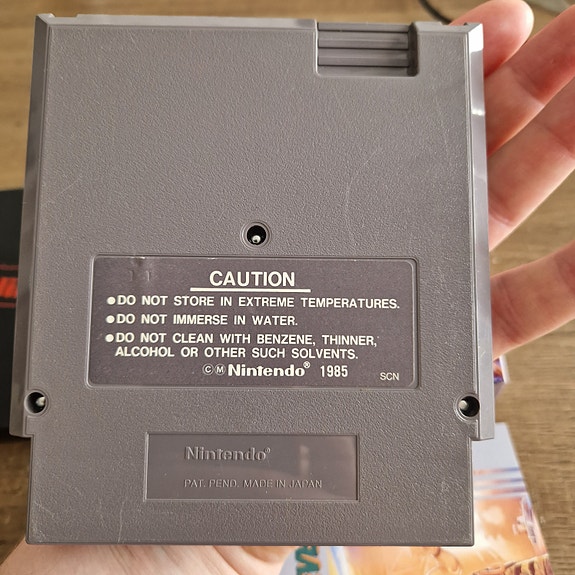 CAUTION
●DO NOT STORE IN EXTREME TEMPERATURES.
●DO NOT IMMERSE IN WATER.
●DO NOT CLEAN WITH BENZENE, THINNER,
ALCOHOL OR OTHER SUCH SOLVENTS.
©Ⓜ Nintendo® 1985 SCN
Nintendo®
PAT. PEND. MADE IN JAPAN